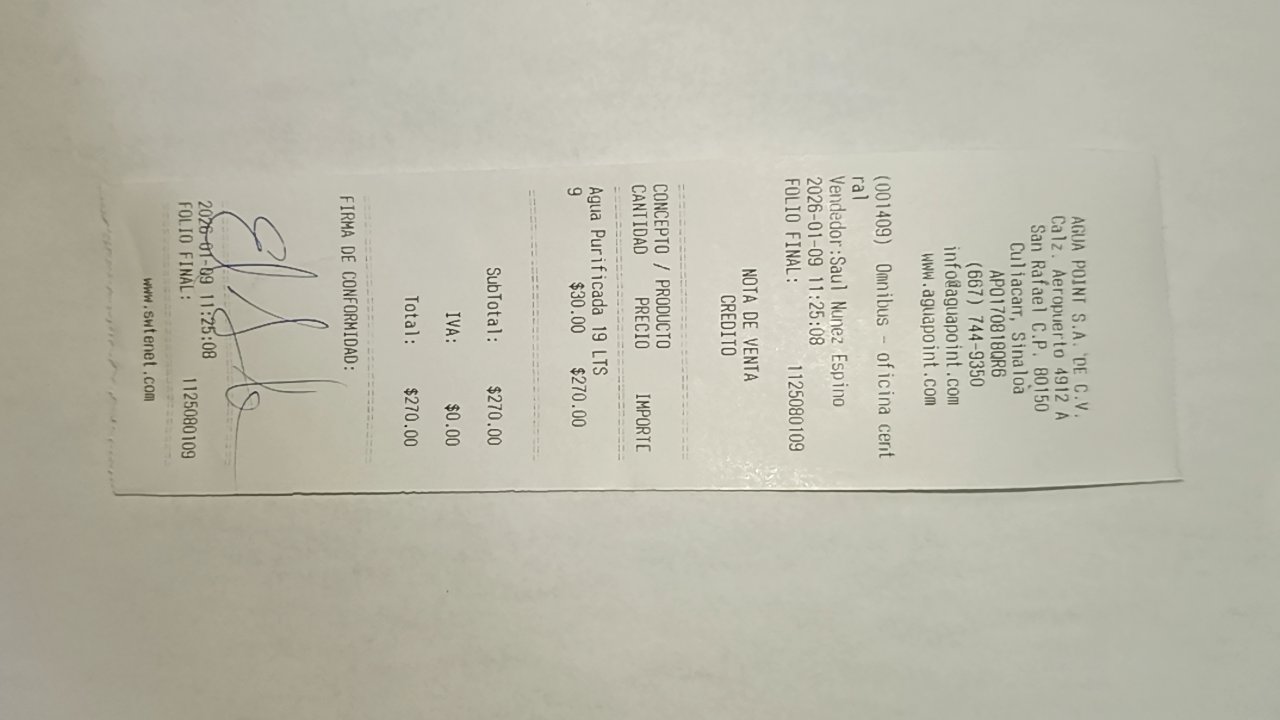 AGUA POINT S.A. DE C.V.
Calz. Aeropuerto 4912 A
San Rafael C.P. 80150
Culiacan, Sinaloa
APO170818QR6
(667) 744-9350
info@aguapoint.com
www.aguapoint.com
(001409) Omnibus - oficina cent
ral
Vendedor:Saul Nunez Espino
2026-01-09 11:25:08
FOLIO FINAL: 1125080109
NOTA DE VENTA
CREDITO
CONCEPTO / PRODUCTO
CANTIDAD PRECIO IMPORTE
Agua Purificada 19 LTS
9 $30.00 $270.00
SubTotal: $270.00
IVA: $0.00
Total: $270.00
FIRMA DE CONFORMIDAD:
2026-01-09 11:25:08
FOLIO FINAL: 1125080109
www.swtenet.com